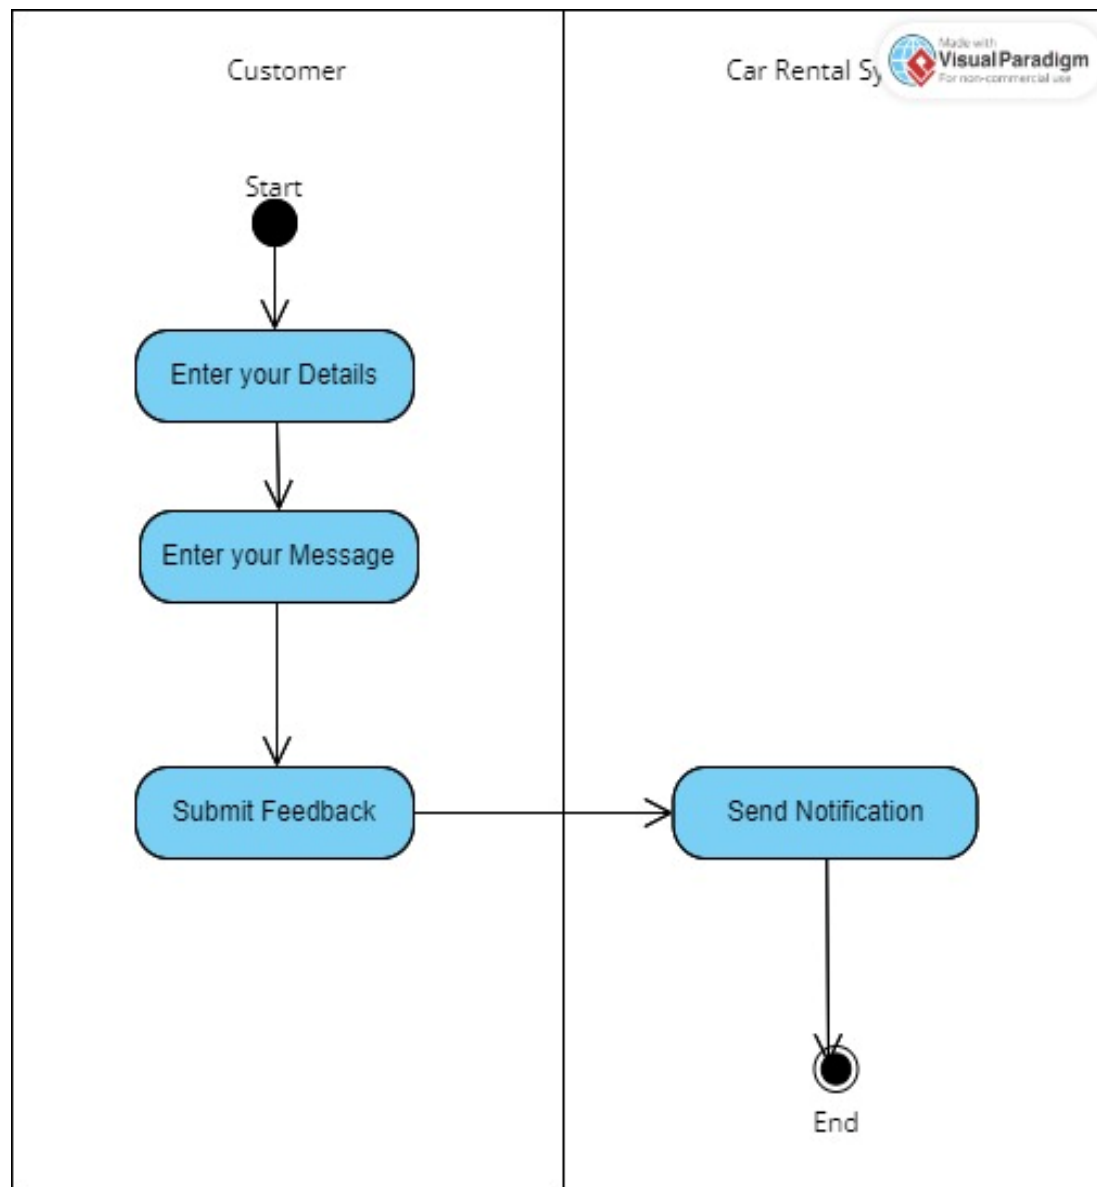 Customer
Car Rental Sy
Made with
Visual Paradigm
For non-commercial use
Start
Enter your Details
Enter your Message
Submit Feedback
Send Notification
End